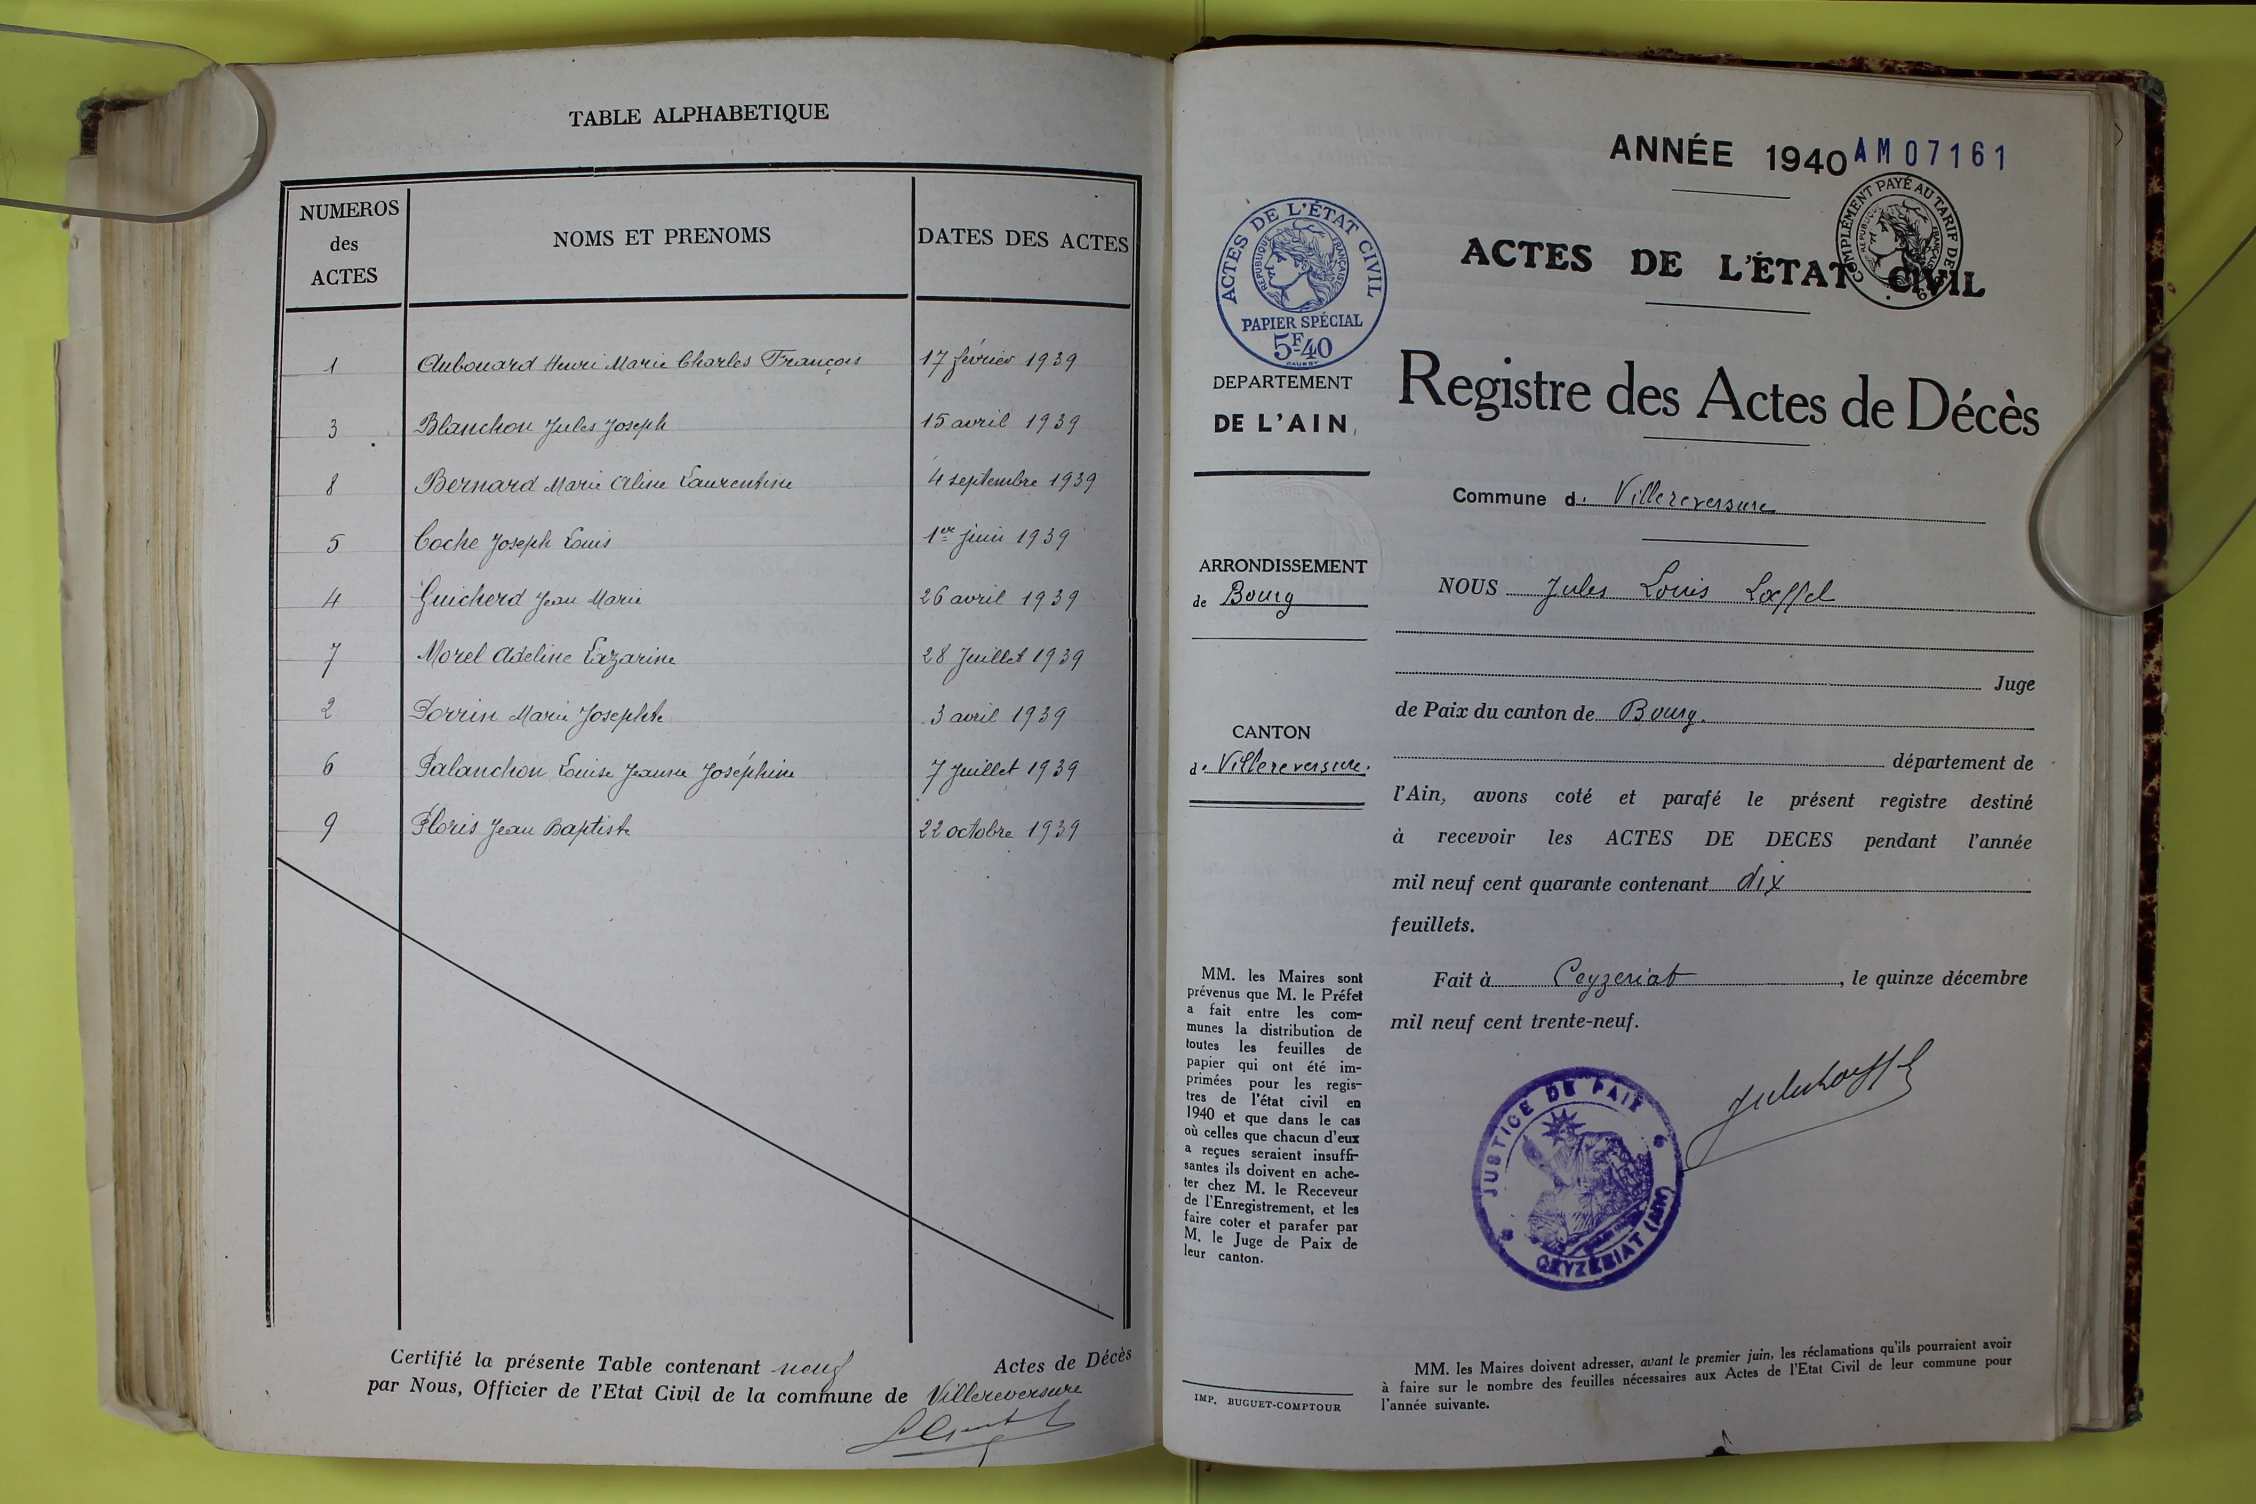 TABLE ALPHABETIQUE
NUMEROS
des
ACTES
NOMS ET PRENOMS
DATES DES ACTES
1 Aubouard Henri Marie Charles François 17 février 1939
3 Blanchon Jules Joseph 15 avril 1939
8 Bernard Marie Aline Laurentine 4 septembre 1939
5 Coche Joseph Louis 1er juin 1939
4 Guicherd Jean Marie 26 avril 1939
7 Morel Adeline Lazarine 28 Juillet 1939
2 Perrin Marie Josephte 3 avril 1939
6 Palanchon Louise Jeanne Joséphine 7 Juillet 1939
9 Floris Jean Baptiste 22 octobre 1939
Certifié la présente Table contenant neuf Actes de Décès
par Nous, Officier de l'Etat Civil de la commune de Villereversure
ANNÉE 1940 AM07161
COMPLÉMENT PAYÉ AU TARIF DE
ACTES DE L'ÉTAT CIVIL
RÉPUBLIQUE FRANÇAISE
PAPIER SPÉCIAL
5F40
DEPARTEMENT
DE L'AIN
ARRONDISSEMENT
de Bourg
CANTON
de Villereversure.
MM. les Maires sont
prévenus que M. le Préfet
a fait entre les com-
munes la distribution de
toutes les feuilles de
papier qui ont été im-
primées pour les regis-
tres de l'état civil en
1940 et que dans le cas
où celles que chacun d'eux
a reçues seraient insuffi-
santes ils doivent en ache-
ter chez M. le Receveur
de l'Enregistrement, et les
faire coter et parafer par
M. le Juge de Paix de
leur canton.
IMP. BUGUET-COMPTOUR
ACTES DE L'ÉTAT CIVIL
Registre des Actes de Décès
Commune de Villereversure
NOUS Jules Louis Loeffel
Juge
de Paix du canton de Bourg.
département de
l'Ain, avons coté et parafé le présent registre destiné
à recevoir les ACTES DE DECES pendant l'année
mil neuf cent quarante contenant dix
feuillets.
Fait à Ceyzeriat, le quinze décembre
mil neuf cent trente-neuf.
Jules Loeffel
JUSTICE DE PAIX
CEYZÉRIAT (AIN)
MM. les Maires doivent adresser, avant le premier juin, les réclamations qu'ils pourraient avoir
à faire sur le nombre des feuilles nécessaires aux Actes de l'Etat Civil de leur commune pour
l'année suivante.